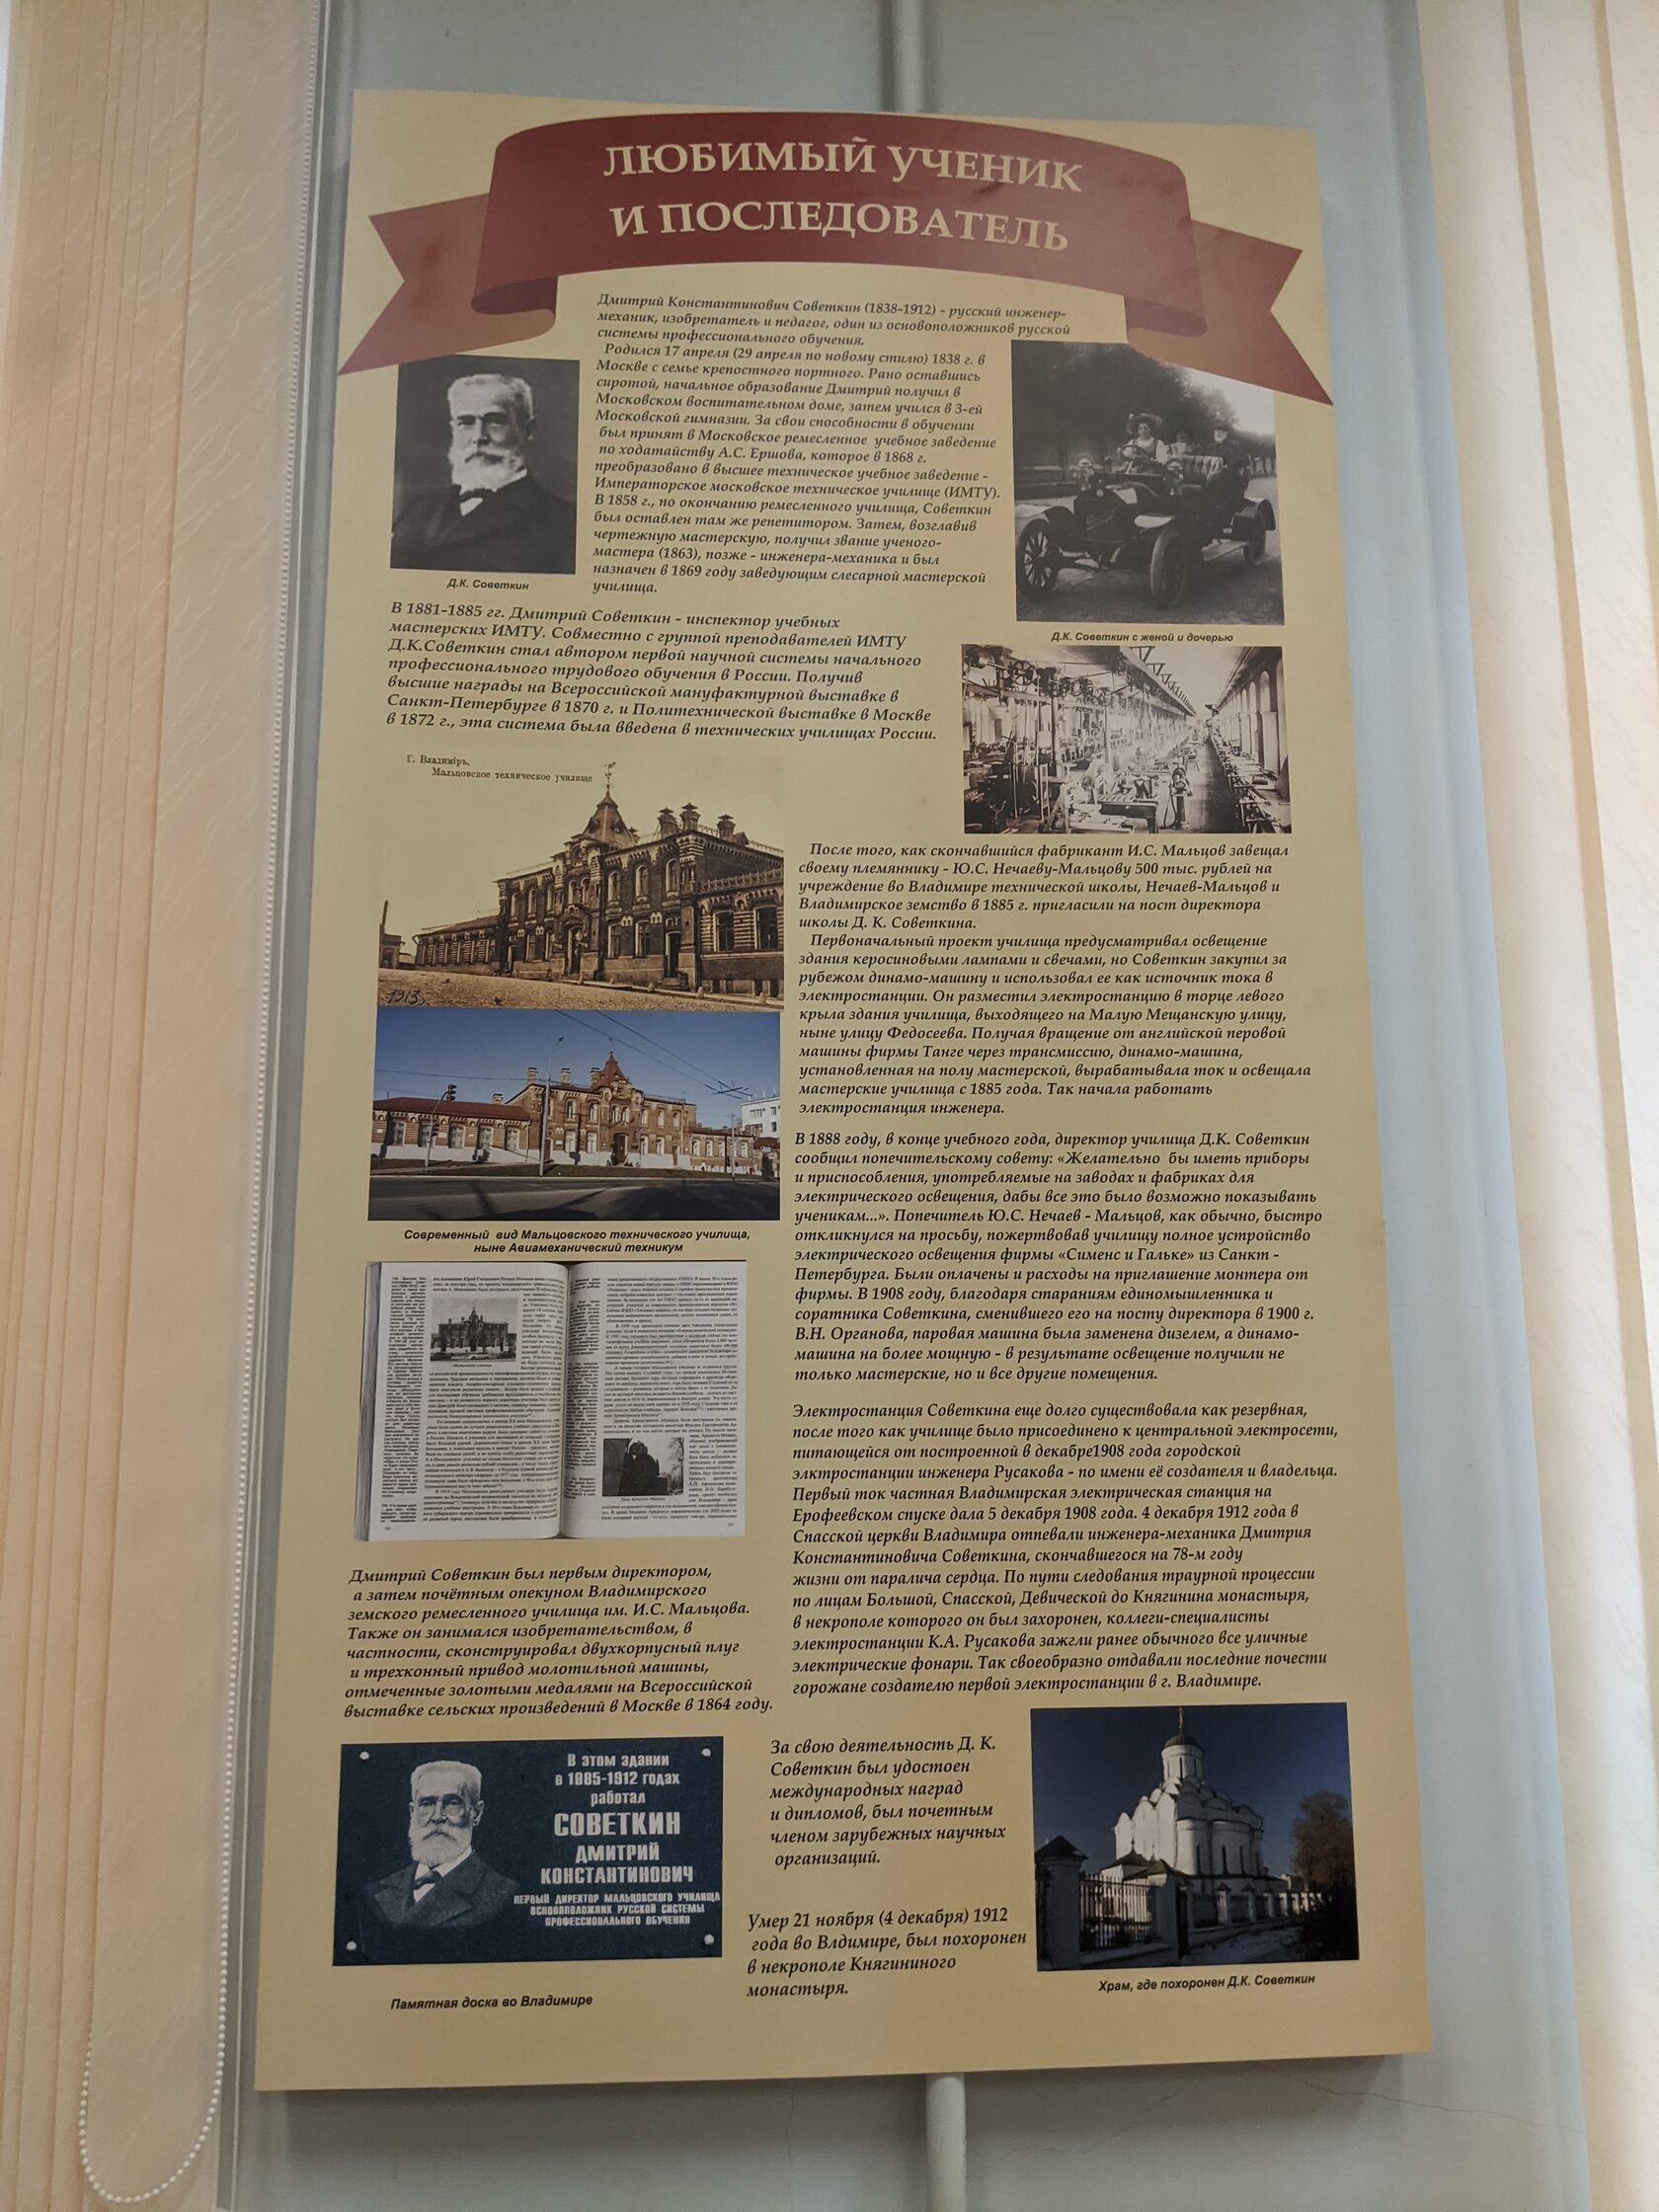 ЛЮБИМЫЙ УЧЕНИК
И ПОСЛЕДОВАТЕЛЬ
Дмитрий Константинович Советкин (1838-1912) - русский инженер-
механик, изобретатель и педагог, один из основоположников русской
системы профессионального обучения.
Родился 17 апреля (29 апреля по новому стилю) 1838 г. в
Москве с семье крепостного портного. Рано оставшись
сиротой, начальное образование Дмитрий получил в
Московском воспитательном доме, затем учился в 3-ей
Московской гимназии. За свои способности в обучении
был принят в Московское ремесленное учебное заведение
по ходатайству А.С. Ершова, которое в 1868 г.
преобразовано в высшее техническое учебное заведение -
Императорское московское техническое училище (ИМТУ).
В 1858 г., по окончанию ремесленного училища, Советкин
был оставлен там же репетитором. Затем, возглавив
чертежную мастерскую, получил звание ученого-
мастера (1863), позже - инженера-механика и был
назначен в 1869 году заведующим слесарной мастерской
училища.
Д.К. Советкин
Д.К. Советкин с женой и дочерью
В 1881-1885 гг. Дмитрий Советкин - инспектор учебных
мастерских ИМТУ. Совместно с группой преподавателей ИМТУ
Д.К.Советкин стал автором первой научной системы начального
профессионального трудового обучения в России. Получив
высшие награды на Всероссийской мануфактурной выставке в
Санкт-Петербурге в 1870 г. и Политехнической выставке в Москве
в 1872 г., эта система была введена в технических училищах России.
Г. Владиміръ.
Мальцовское техническое училище
1913г.
После того, как скончавшийся фабрикант И.С. Мальцов завещал
своему племяннику - Ю.С. Нечаеву-Мальцову 500 тыс. рублей на
учреждение во Владимире технической школы, Нечаев-Мальцов и
Владимирское земство в 1885 г. пригласили на пост директора
школы Д. К. Советкина.
Первоначальный проект училища предусматривал освещение
здания керосиновыми лампами и свечами, но Советкин закупил за
рубежом динамо-машину и использовал ее как источник тока в
электростанции. Он разместил электростанцию в торце левого
крыла здания училища, выходящего на Малую Мещанскую улицу,
ныне улицу Федосеева. Получая вращение от английской перовой
машины фирмы Танге через трансмиссию, динамо-машина,
установленная на полу мастерской, вырабатывала ток и освещала
мастерские училища с 1885 года. Так начала работать
электростанция инженера.
В 1888 году, в конце учебного года, директор училища Д.К. Советкин
сообщил попечительскому совету: «Желательно бы иметь приборы
и приспособления, употребляемые на заводах и фабриках для
электрического освещения, дабы все это было возможно показывать
ученикам...». Попечитель Ю.С. Нечаев - Мальцов, как обычно, быстро
откликнулся на просьбу, пожертвовав училищу полное устройство
электрического освещения фирмы «Сименс и Гальке» из Санкт -
Петербурга. Были оплачены и расходы на приглашение монтера от
фирмы. В 1908 году, благодаря стараниям единомышленника и
соратника Советкина, сменившего его на посту директора в 1900 г.
В.Н. Органова, паровая машина была заменена дизелем, а динамо-
машина на более мощную - в результате освещение получили не
только мастерские, но и все другие помещения.
Электростанция Советкина еще долго существовала как резервная,
после того как училище было присоединено к центральной электросети,
питающейся от построенной в декабре1908 года городской
элктростанции инженера Русакова - по имени её создателя и владельца.
Первый ток частная Владимирская электрическая станция на
Ерофеевском спуске дала 5 декабря 1908 года. 4 декабря 1912 года в
Спасской церкви Владимира отпевали инженера-механика Дмитрия
Константиновича Советкина, скончавшегося на 78-м году
жизни от паралича сердца. По пути следования траурной процессии
по лицам Большой, Спасской, Девической до Княгинина монастыря,
в некрополе которого он был захоронен, коллеги-специалисты
электростанции К.А. Русакова зажгли ранее обычного все уличные
электрические фонари. Так своеобразно отдавали последние почести
горожане создателю первой электростанции в г. Владимире.
Современный вид Мальцовского технического училища,
ныне Авиамеханический техникум
Дмитрий Советкин был первым директором,
а затем почётным опекуном Владимирского
земского ремесленного училища им. И.С. Мальцова.
Также он занимался изобретательством, в
частности, сконструировал двухкорпусный плуг
и трехконный привод молотильной машины,
отмеченные золотыми медалями на Всероссийской
выставке сельских произведений в Москве в 1864 году.
В этом здании
в 1885-1912 годах
работал
СОВЕТКИН
ДМИТРИЙ
КОНСТАНТИНОВИЧ
ПЕРВЫЙ ДИРЕКТОР МАЛЬЦОВСКОГО УЧИЛИЩА
ОСНОВОПОЛОЖНИК РУССКОЙ СИСТЕМЫ
ПРОФЕССИОНАЛЬНОГО ОБУЧЕНИЯ
Памятная доска во Владимире
За свою деятельность Д. К.
Советкин был удостоен
международных наград
и дипломов, был почетным
членом зарубежных научных
организаций.
Умер 21 ноября (4 декабря) 1912
года во Влдимире, был похоронен
в некрополе Княгининого
монастыря.
Храм, где похоронен Д.К. Советкин